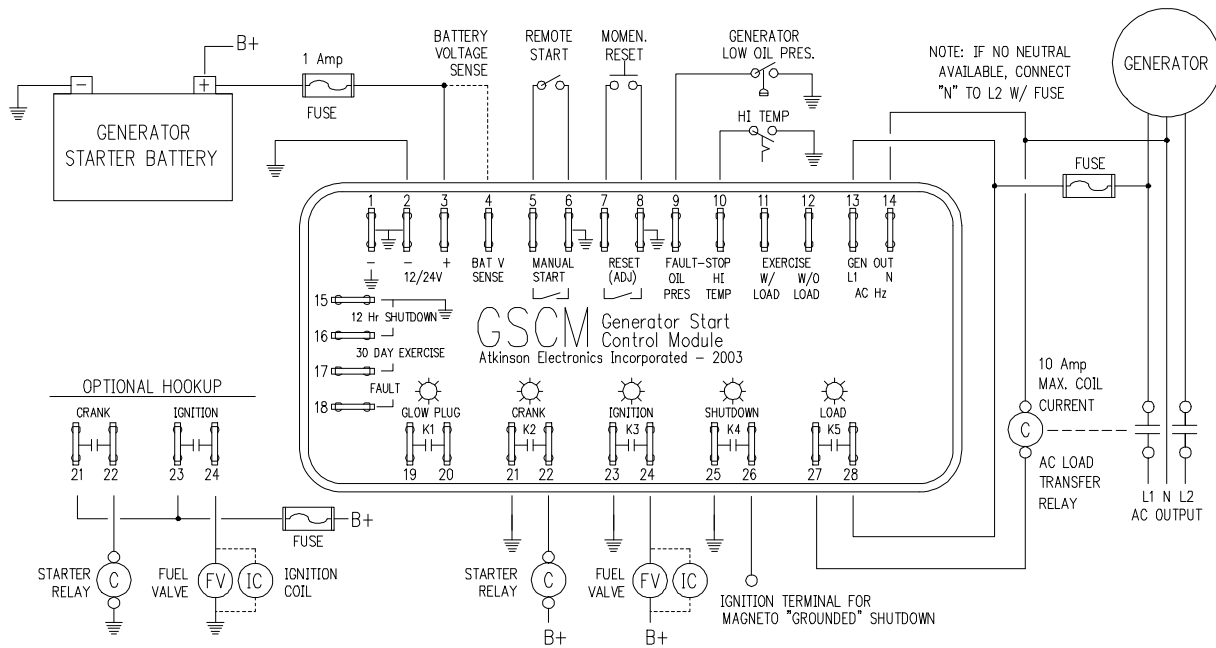 B+
1 Amp
FUSE
BATTERY
VOLTAGE
SENSE
REMOTE
START
MOMEN.
RESET
GENERATOR
LOW OIL PRES.
HI TEMP
NOTE: IF NO NEUTRAL
AVAILABLE, CONNECT
"N" TO L2 W/ FUSE
GENERATOR
FUSE
-
+
GENERATOR
STARTER BATTERY
1 2 3 4 5 6 7 8 9 10 11 12 13 14
- - +
12/24V
BAT V
SENSE
MANUAL
START
RESET
(ADJ)
FAULT-STOP
OIL HI
PRES TEMP
EXERCISE
W/ W/O
LOAD LOAD
GEN OUT
L1 N
AC Hz
15
12 Hr SHUTDOWN
16
30 DAY EXERCISE
17
FAULT
18
GSCM Generator Start
Control Module
Atkinson Electronics Incorporated - 2003
GLOW PLUG
K1
19 20
CRANK
K2
21 22
IGNITION
K3
23 24
SHUTDOWN
K4
25 26
LOAD
K5
27 28
OPTIONAL HOOKUP
CRANK
21 22
IGNITION
23 24
FUSE
B+
STARTER
RELAY
C
FUEL
VALVE
FV
IC
IGNITION
COIL
STARTER
RELAY
C
B+
FUEL
VALVE
FV
IC
B+
IGNITION TERMINAL FOR
MAGNETO "GROUNDED" SHUTDOWN
10 Amp
MAX. COIL
CURRENT
C
AC LOAD
TRANSFER
RELAY
L1 N L2
AC OUTPUT